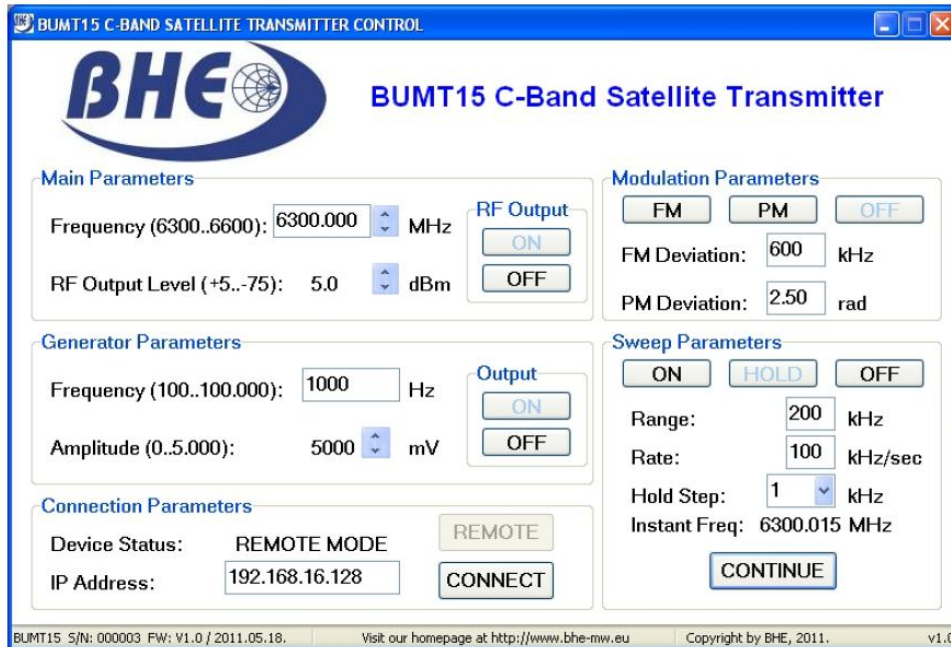 BHE BUMT15 C-BAND SATELLITE TRANSMITTER CONTROL
BHE
BUMT15 C-Band Satellite Transmitter
Main Parameters
Frequency (6300..6600): 6300.000 MHz
RF Output Level (+5..-75): 5.0 dBm
RF Output
ON
OFF
Modulation Parameters
FM PM OFF
FM Deviation: 600 kHz
PM Deviation: 2.50 rad
Generator Parameters
Frequency (100..100.000): 1000 Hz
Amplitude (0..5.000): 5000 mV
Output
ON
OFF
Sweep Parameters
ON HOLD OFF
Range: 200 kHz
Rate: 100 kHz/sec
Hold Step: 1 kHz
Instant Freq: 6300.015 MHz
CONTINUE
Connection Parameters
Device Status: REMOTE MODE REMOTE
IP Address: 192.168.16.128 CONNECT
BUMT15 S/N: 000003 FW: V1.0 / 2011.05.18. Visit our homepage at http://www.bhe-mw.eu Copyright by BHE, 2011. v1.0